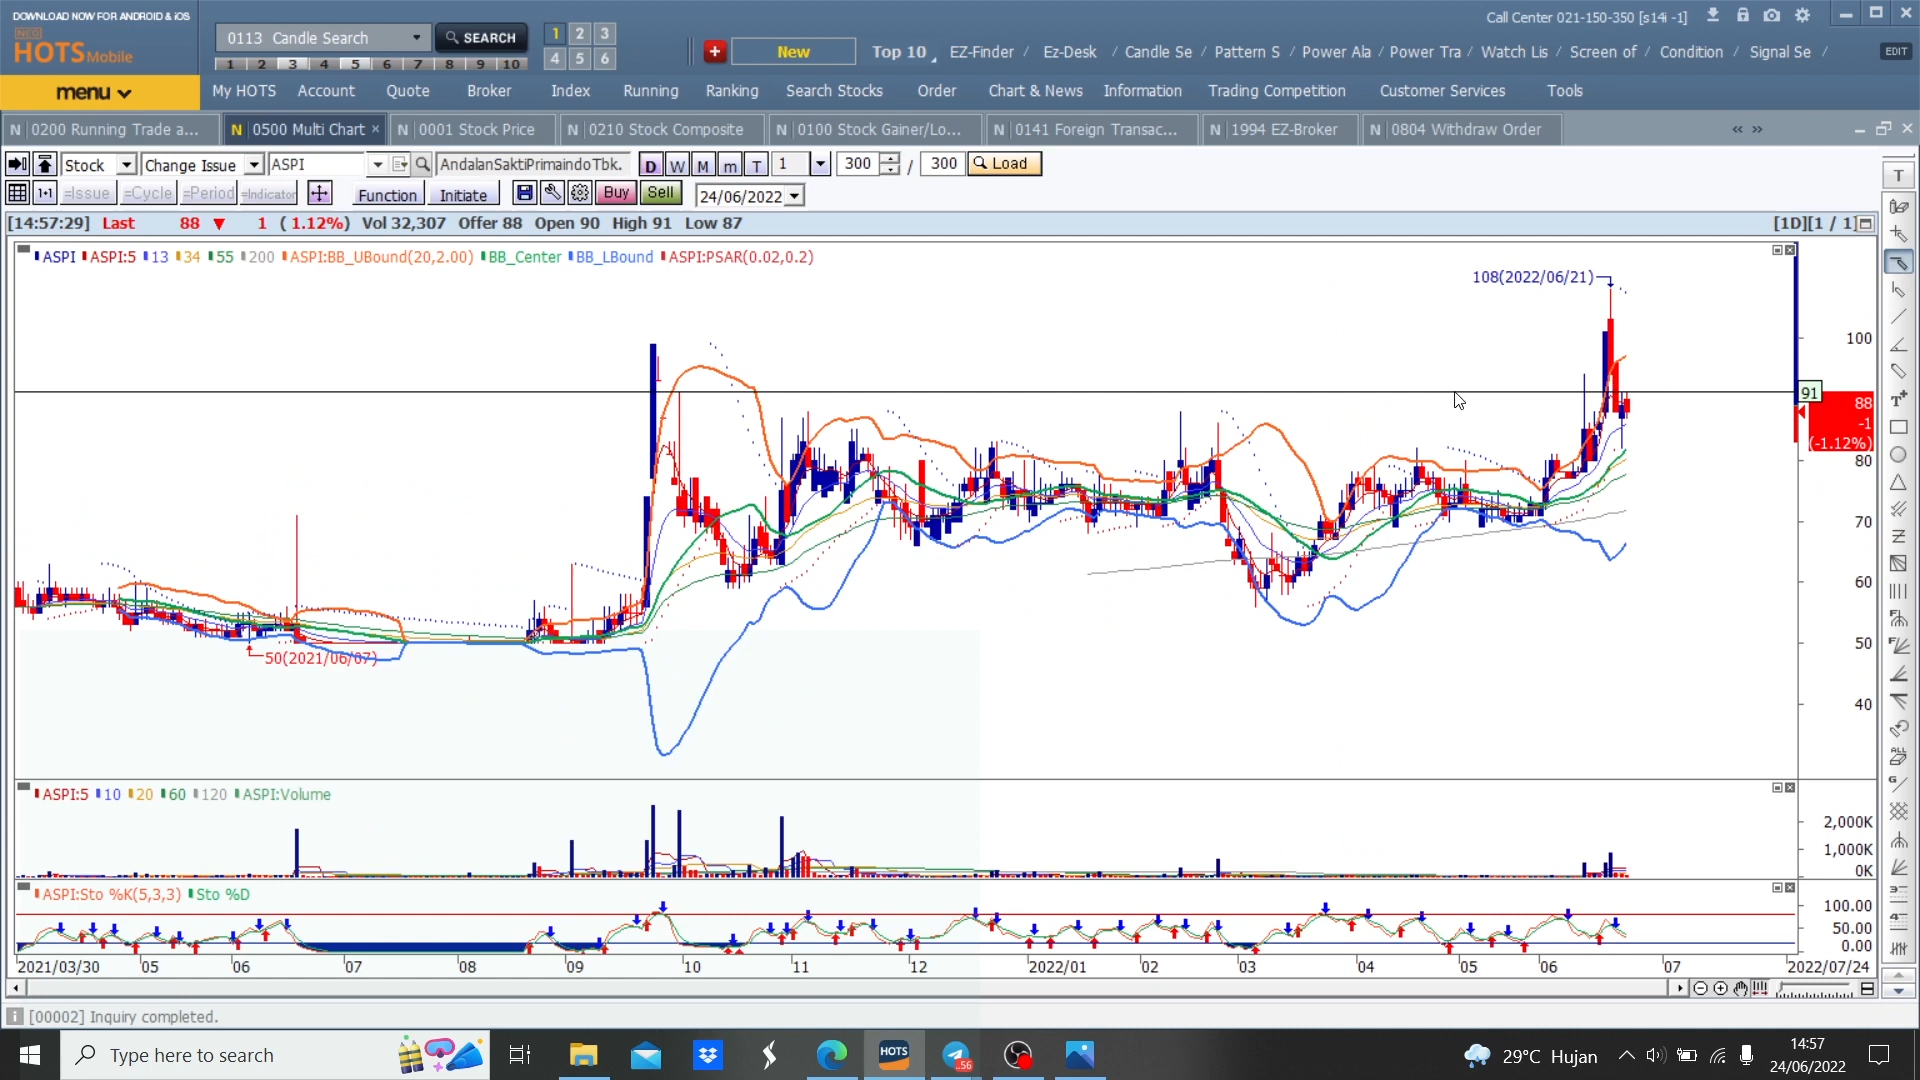 DOWNLOAD NOW FOR ANDROID & iOS
NEO
HOTS Mobile
0113 Candle Search
SEARCH
1 2 3 4 5 6 7 8 9 10
1 2 3
4 5 6
New
Top 10 EZ-Finder / Ez-Desk / Candle Se / Pattern S / Power Ala / Power Tra / Watch Lis / Screen of / Condition / Signal Se /
Call Center 021-150-350 [s14i -1]
EDIT
menu
My HOTS Account Quote Broker Index Running Ranking Search Stocks Order Chart & News Information Trading Competition Customer Services Tools
N 0200 Running Trade a... N 0500 Multi Chart × N 0001 Stock Price N 0210 Stock Composite N 0100 Stock Gainer/Lo... N 0141 Foreign Transac... N 1994 EZ-Broker N 0804 Withdraw Order « »
Stock Change Issue ASPI AndalanSaktiPrimaindoTbk. D W M m T 1 300 / 300 Load
1·1 =Issue =Cycle =Period =Indicator Function Initiate Buy Sell 24/06/2022
[14:57:29] Last 88 ▼ 1 ( 1.12%) Vol 32,307 Offer 88 Open 90 High 91 Low 87 [1D][1 / 1]
ASPI ASPI:5 13 34 55 200 ASPI:BB_UBound(20,2.00) BB_Center BB_LBound ASPI:PSAR(0.02,0.2)
108(2022/06/21)
100
91
88
-1
(-1.12%)
80
70
60
50
40
50(2021/06/07)
ASPI:5 10 20 60 120 ASPI:Volume
2,000K
1,000K
0K
ASPI:Sto %K(5,3,3) Sto %D
100.00
50.00
0.00
2021/03/30 05 06 07 08 09 10 11 12 2022/01 02 03 04 05 06 07 2022/07/24
[00002] Inquiry completed.
Type here to search
HOTS
56
29°C Hujan
14:57
24/06/2022